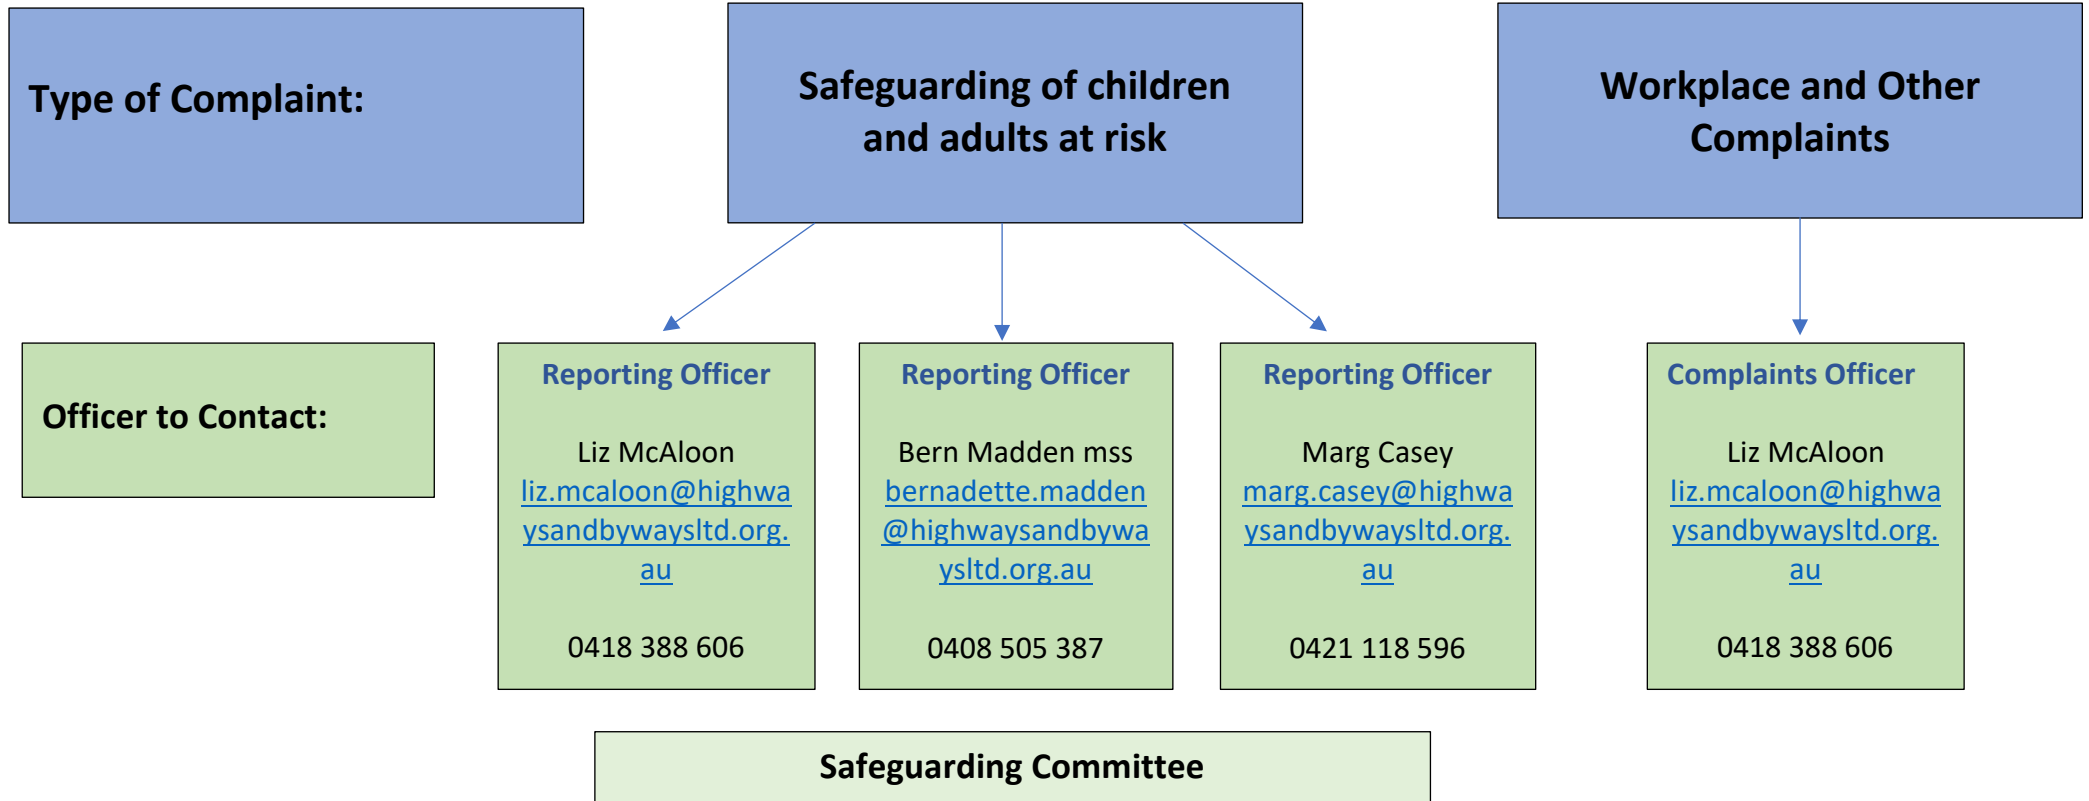 Type of Complaint:
Safeguarding of children
and adults at risk
Workplace and Other
Complaints
Officer to Contact:
Reporting Officer
Liz McAloon
liz.mcaloon@highwa
ysandbywaysltd.org.
au
0418 388 606
Reporting Officer
Bern Madden mss
bernadette.madden
@highwaysandbywa
ysltd.org.au
0408 505 387
Reporting Officer
Marg Casey
marg.casey@highwa
ysandbywaysltd.org.
au
0421 118 596
Complaints Officer
Liz McAloon
liz.mcaloon@highwa
ysandbywaysltd.org.
au
0418 388 606
Safeguarding Committee